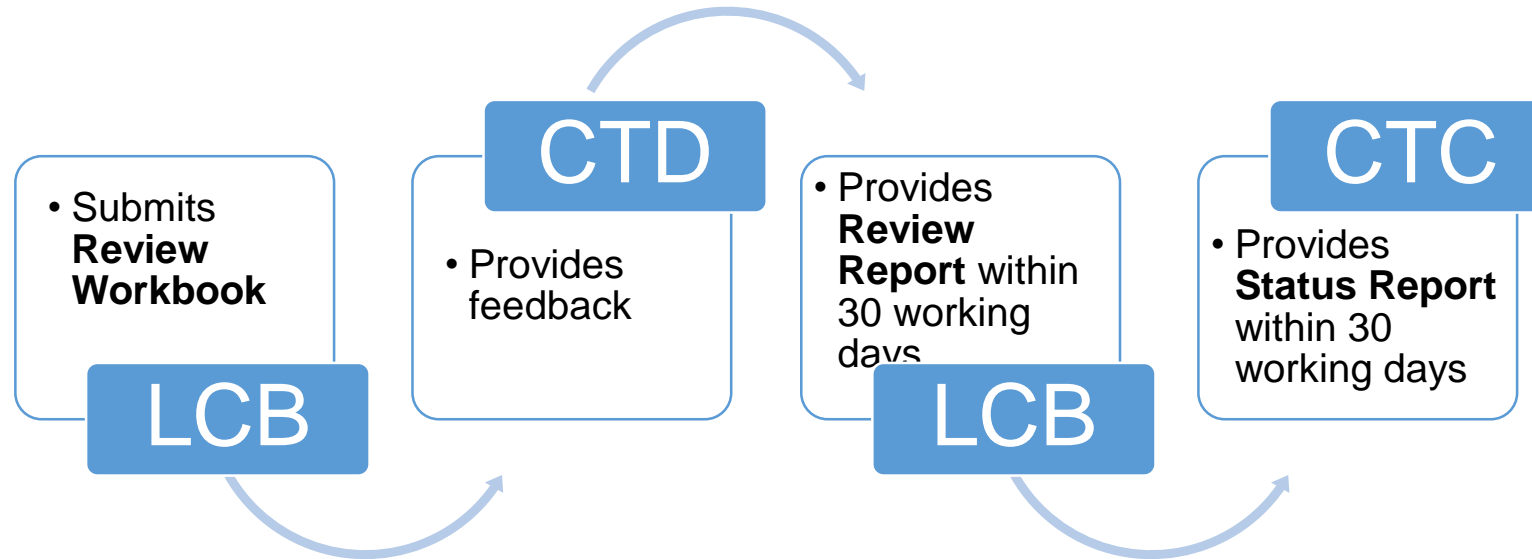 • Submits
Review
Workbook
LCB
CTD
• Provides
feedback
• Provides
Review
Report within
30 working
days
LCB
CTC
• Provides
Status Report
within 30
working days